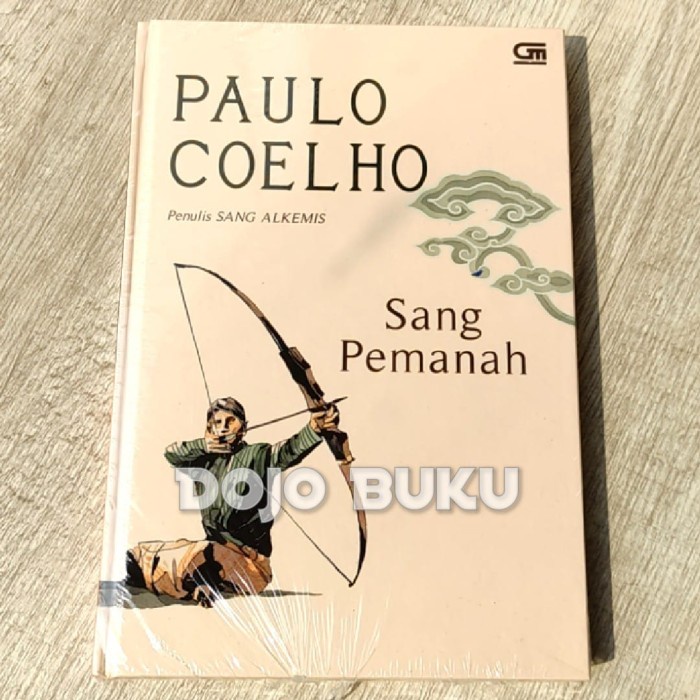 GM
PAULO
COELHO
Penulis SANG ALKEMIS
Sang
Pemanah
DOJO BUKU